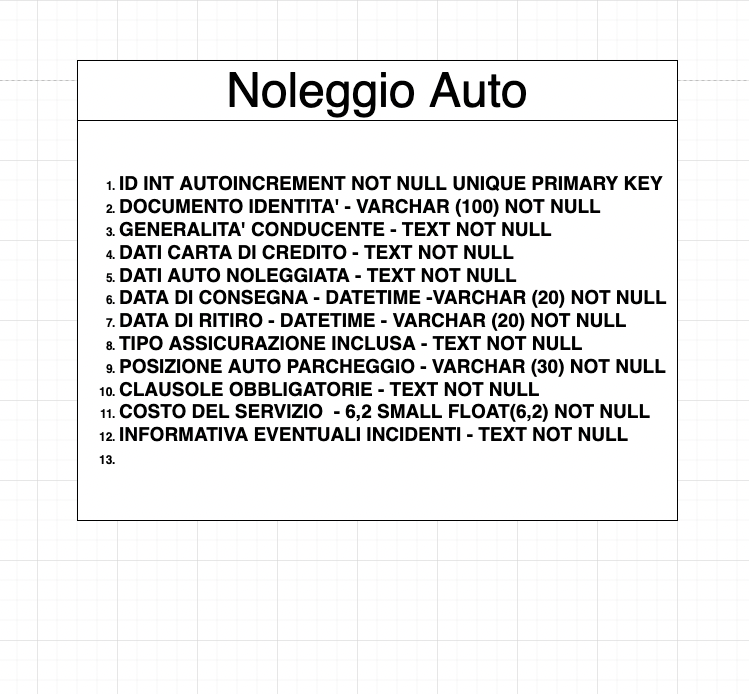 Noleggio Auto
1. ID INT AUTOINCREMENT NOT NULL UNIQUE PRIMARY KEY
2. DOCUMENTO IDENTITA' - VARCHAR (100) NOT NULL
3. GENERALITA' CONDUCENTE - TEXT NOT NULL
4. DATI CARTA DI CREDITO - TEXT NOT NULL
5. DATI AUTO NOLEGGIATA - TEXT NOT NULL
6. DATA DI CONSEGNA - DATETIME -VARCHAR (20) NOT NULL
7. DATA DI RITIRO - DATETIME - VARCHAR (20) NOT NULL
8. TIPO ASSICURAZIONE INCLUSA - TEXT NOT NULL
9. POSIZIONE AUTO PARCHEGGIO - VARCHAR (30) NOT NULL
10. CLAUSOLE OBBLIGATORIE - TEXT NOT NULL
11. COSTO DEL SERVIZIO  - 6,2 SMALL FLOAT(6,2) NOT NULL
12. INFORMATIVA EVENTUALI INCIDENTI - TEXT NOT NULL
13.